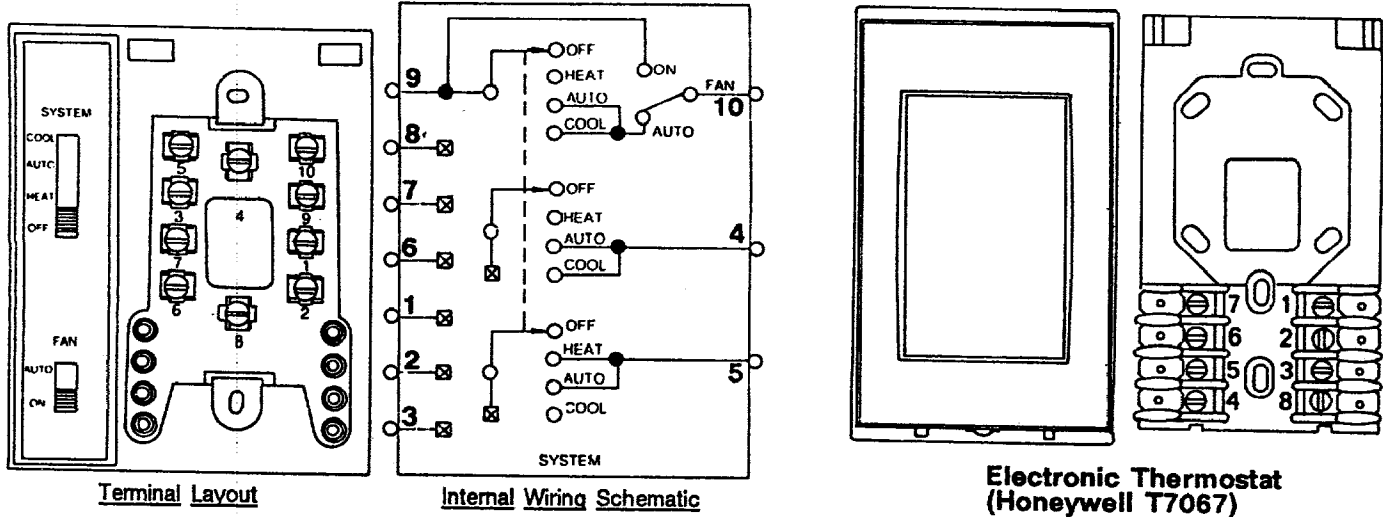 SYSTEM
COOL
AUTO
HEAT
OFF
FAN
AUTO
ON
5
10
3
4
9
7
1
6
2
8
Terminal Layout
9
8
7
6
1
2
3
OFF
HEAT
AUTO
COOL
ON
FAN
10
AUTO
OFF
HEAT
AUTO
COOL
4
OFF
HEAT
AUTO
COOL
5
SYSTEM
Internal Wiring Schematic
7 1
6 2
5 3
4 8
Electronic Thermostat
(Honeywell T7067)